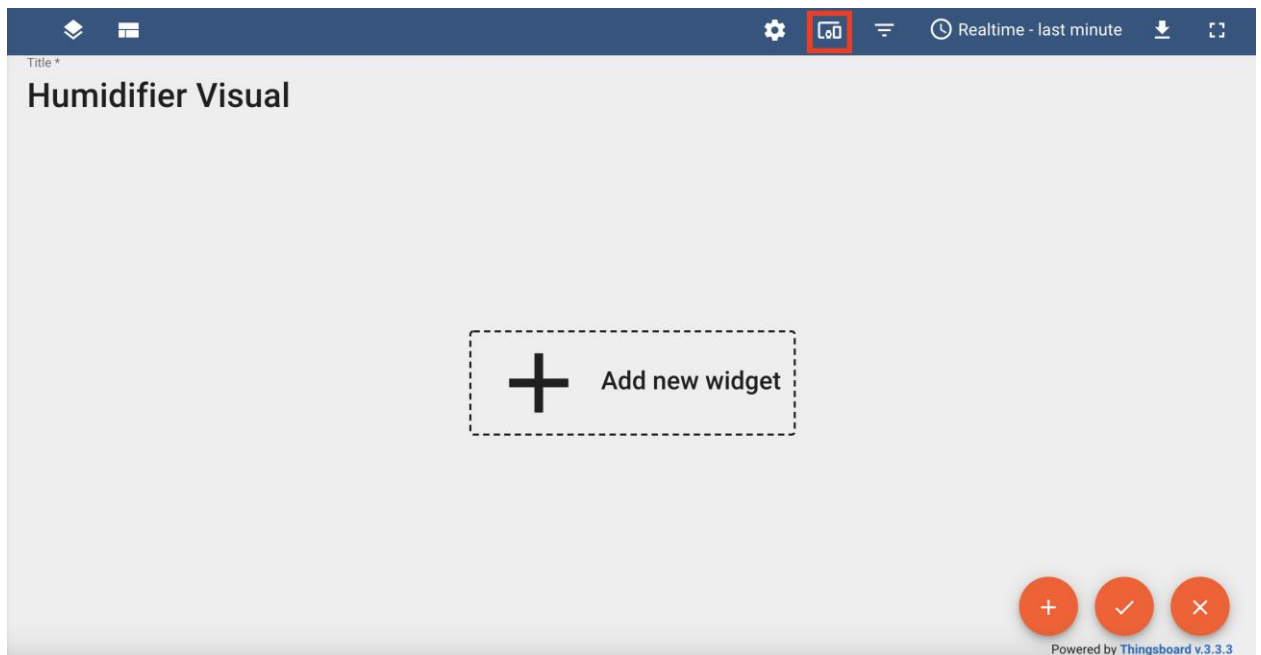 Realtime - last minute
Title *
Humidifier Visual
Add new widget
Powered by Thingsboard v.3.3.3